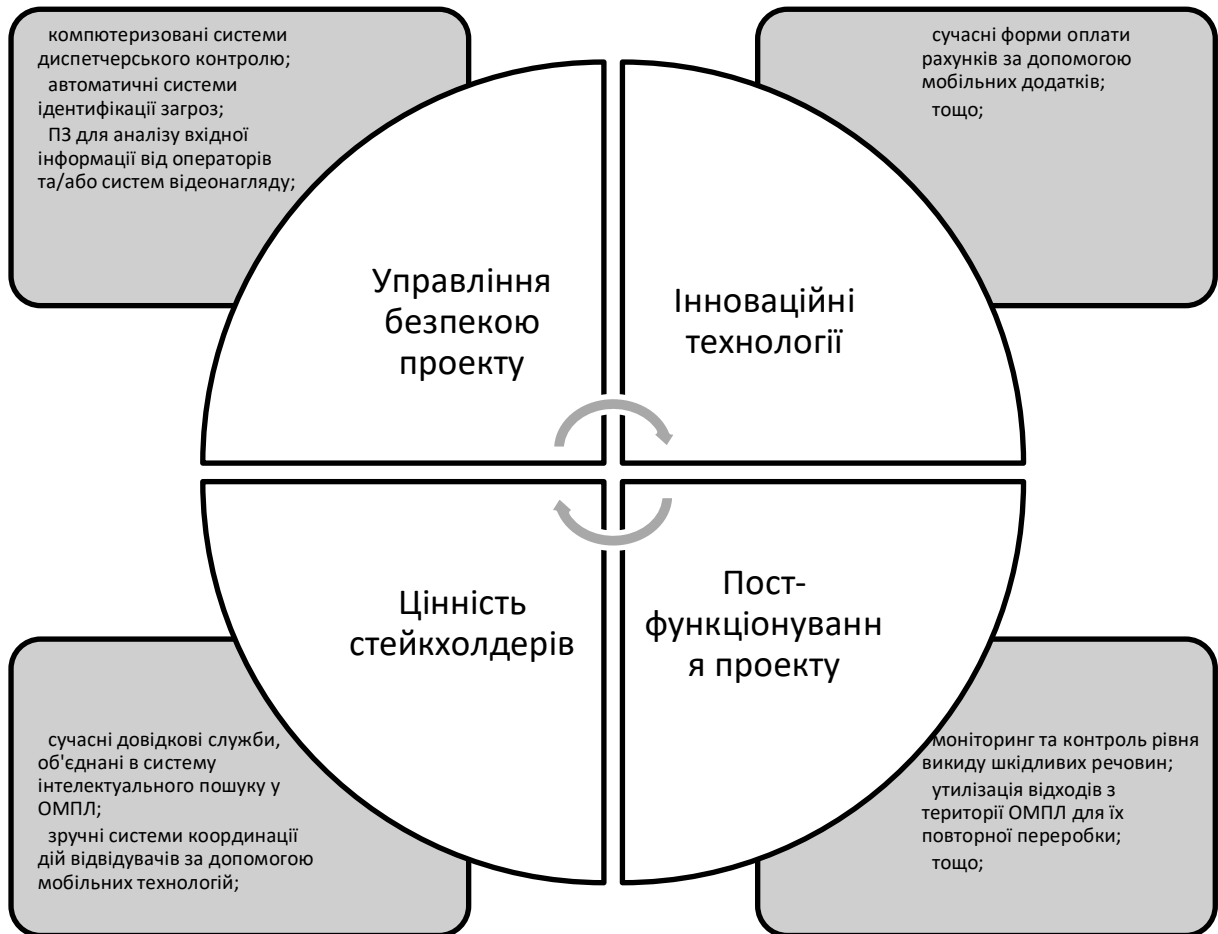 компютеризовані системи
диспетчерського контролю;
автоматичні системи
ідентифікації загроз;
ПЗ для аналізу вхідної
інформації від операторів
та/або систем відеонагляду;
сучасні форми оплати
рахунків за допомогою
мобільних додатків;
тощо;
Управління
безпекою
проекту
Інноваційні
технології
Цінність
стейкхолдерів
Пост-
функціонуванн
я проекту
сучасні довідкові служби,
об'єднані в систему
інтелектуального пошуку у
ОМПЛ;
зручні системи координації
дій відвідувачів за допомогою
мобільних технологій;
моніторинг та контроль рівня
викиду шкідливих речовин;
утилізація відходів з
території ОМПЛ для їх
повторної переробки;
тощо;